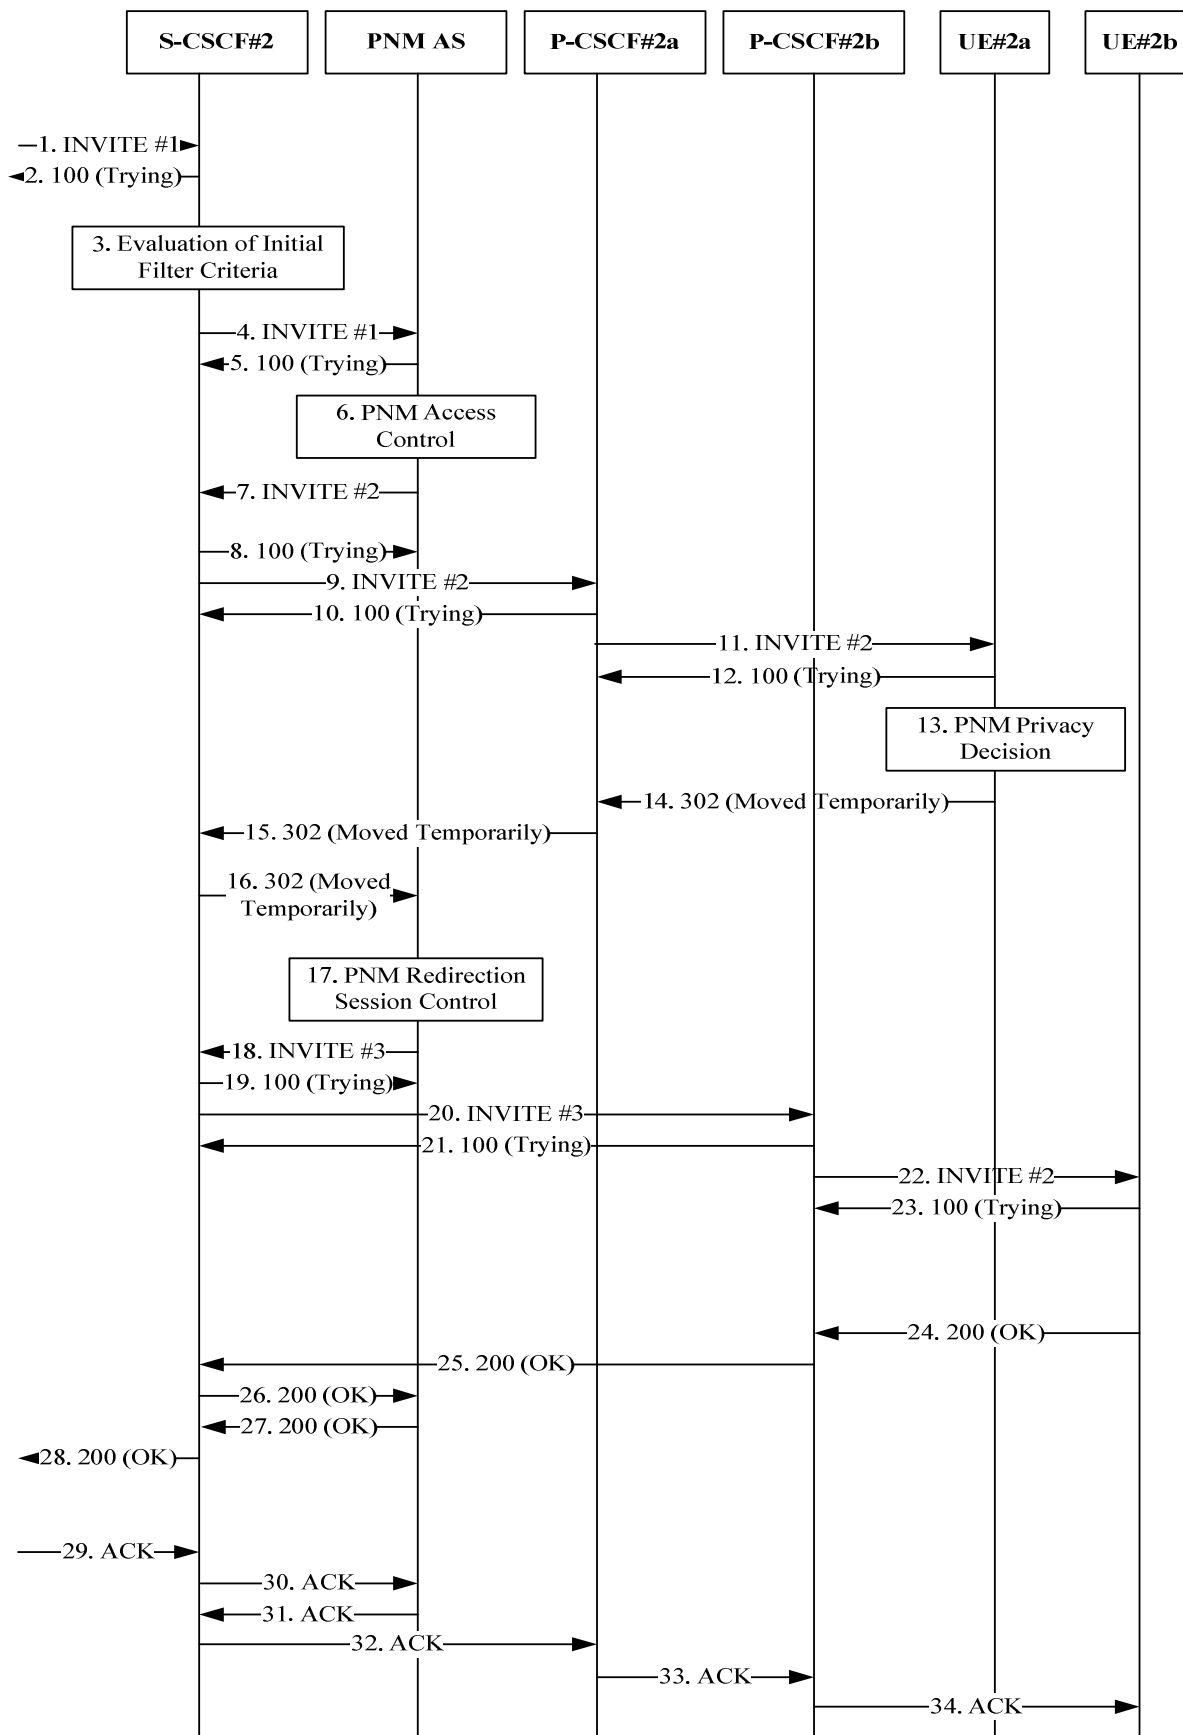 S-CSCF#2
PNM AS
P-CSCF#2a
P-CSCF#2b
UE#2a
UE#2b
1. INVITE #1
2. 100 (Trying)
3. Evaluation of Initial
Filter Criteria
4. INVITE #1
5. 100 (Trying)
6. PNM Access
Control
7. INVITE #2
8. 100 (Trying)
9. INVITE #2
10. 100 (Trying)
11. INVITE #2
12. 100 (Trying)
13. PNM Privacy
Decision
14. 302 (Moved Temporarily)
15. 302 (Moved Temporarily)
16. 302 (Moved
Temporarily)
17. PNM Redirection
Session Control
18. INVITE #3
19. 100 (Trying)
20. INVITE #3
21. 100 (Trying)
22. INVITE #2
23. 100 (Trying)
24. 200 (OK)
25. 200 (OK)
26. 200 (OK)
27. 200 (OK)
28. 200 (OK)
29. ACK
30. ACK
31. ACK
32. ACK
33. ACK
34. ACK